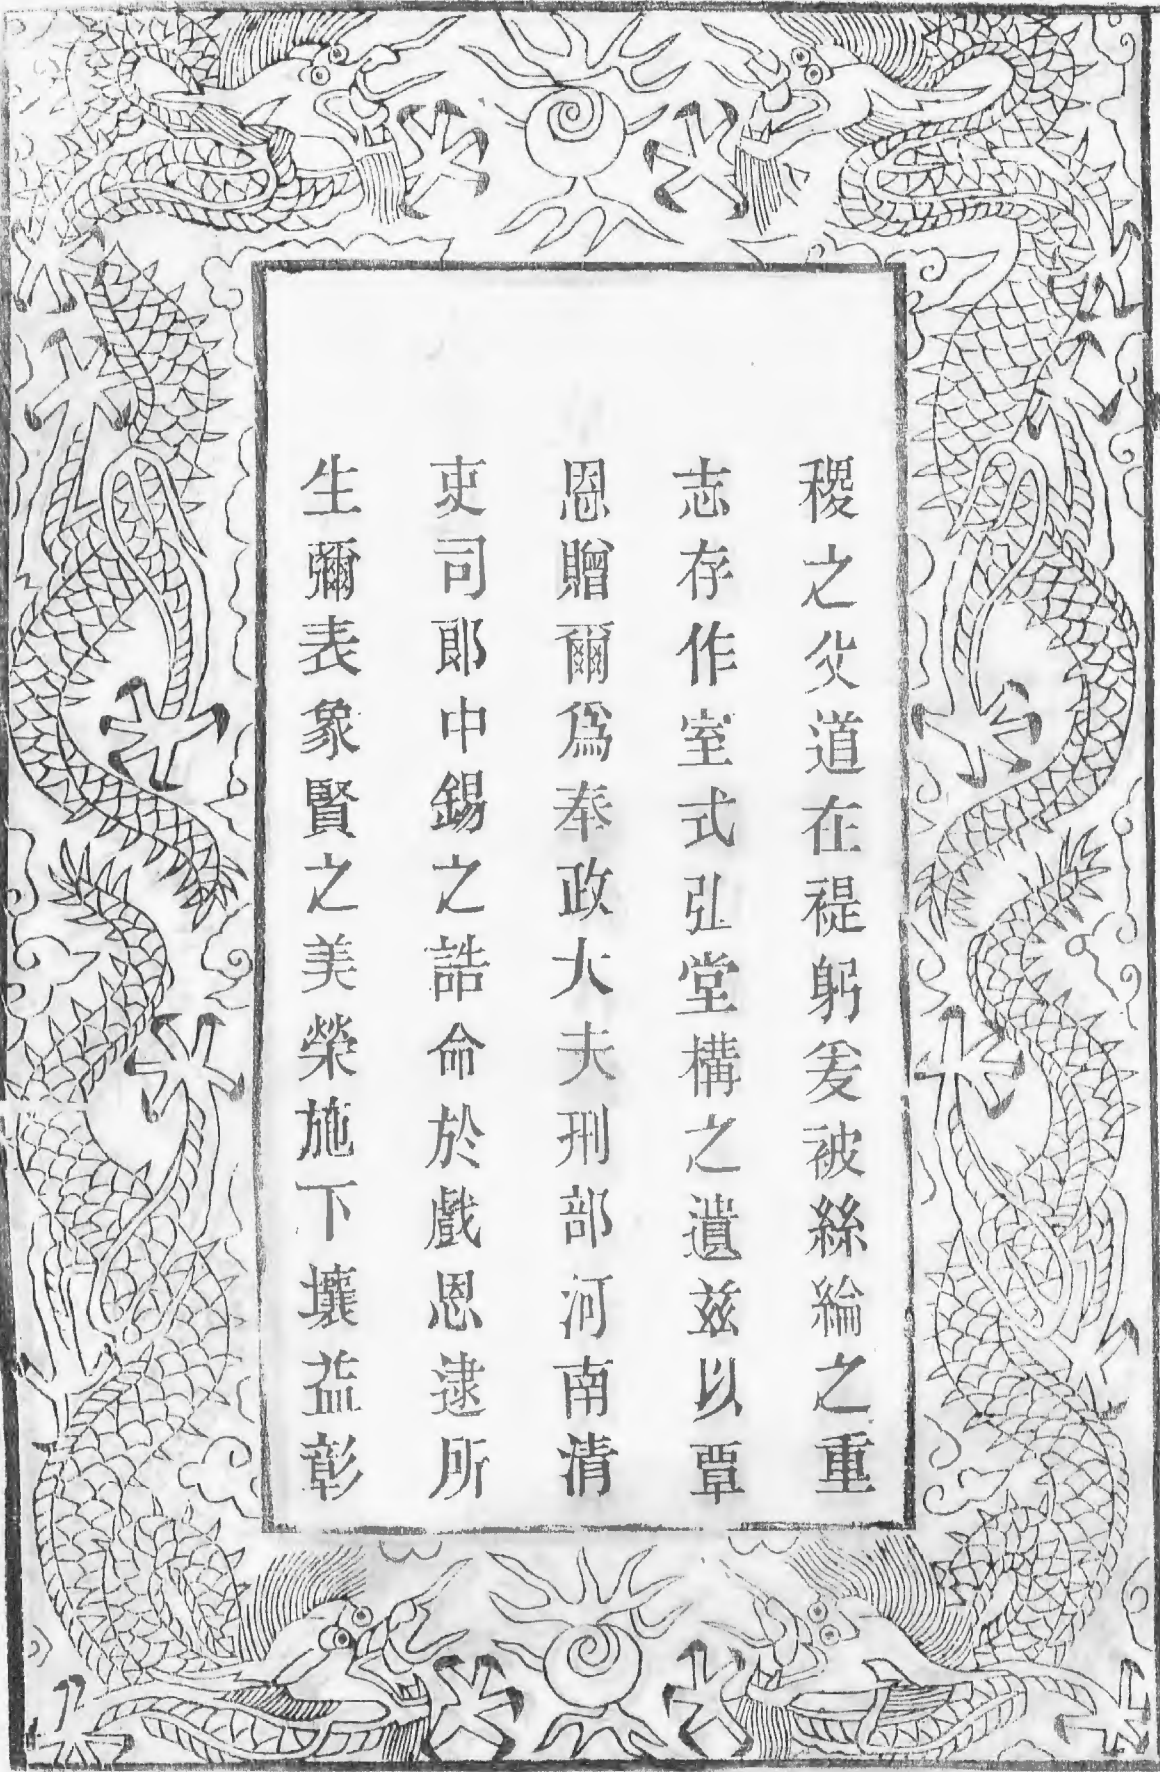 稷之父道在禔躬爰被絲綸之重
志存作室式弘堂構之遺兹以覃
恩贈爾爲奉政大夫刑部河南清
吏司郎中錫之誥命於戲恩逮所
生彌表象賢之美榮施下壤益彰